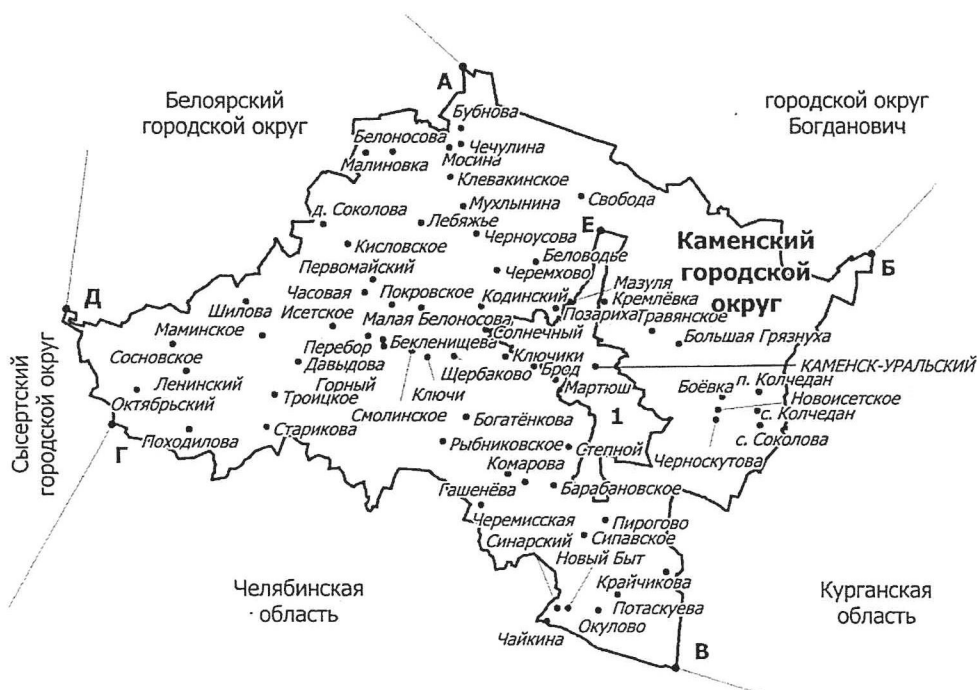 А
Белоярский
городской округ
городской округ
Богданович
Бубнова
Белоносова
Чечулина
Малиновка
Мосина
Клевакинское
Свобода
Мухлынина
д. Соколова
Лебяжье
Е
Черноусова
Кисловское
Каменский
городской
округ
Беловодье
Б
Первомайский
Черемхово
Мазуля
Д
Часовая
Покровское
Кодинский
Кремлёвка
Шилова
Исетское
Позариха
Травянское
Маминское
Малая Белоносова
Солнечный
Большая Грязнуха
Сосновское
Перебор
Бекленищева
Ключики
Давыдова
Щербаково
Брод
КАМЕНСК-УРАЛЬСКИЙ
Ленинский
Горный
Ключи
Мартюш
Боёвка
п. Колчедан
Октябрьский
Троицкое
Смолинское
Новоисетское
Богатёнкова
1
с. Колчедан
Сысертский
городской округ
Г
Походилова
Старикова
Рыбниковское
Степной
с. Соколова
Комарова
Черноскутова
Гашенёва
Барабановское
Черемисская
Пирогово
Синарский
Сипавское
Новый Быт
Челябинская
область
Крайчикова
Курганская
область
Потаскуева
Окулово
Чайкина
В